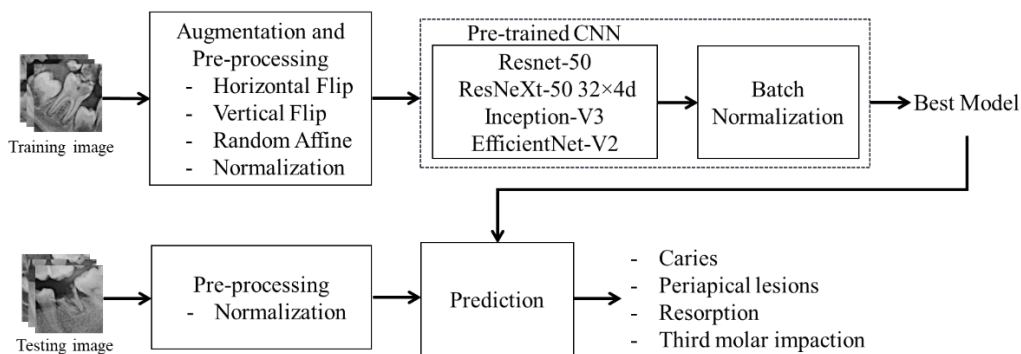 Training image
Augmentation and
Pre-processing
- Horizontal Flip
- Vertical Flip
- Random Affine
- Normalization
Pre-trained CNN
Resnet-50
ResNeXt-50 32×4d
Inception-V3
EfficientNet-V2
Batch
Normalization
Best Model
Testing image
Pre-processing
- Normalization
Prediction
- Caries
- Periapical lesions
- Resorption
- Third molar impaction